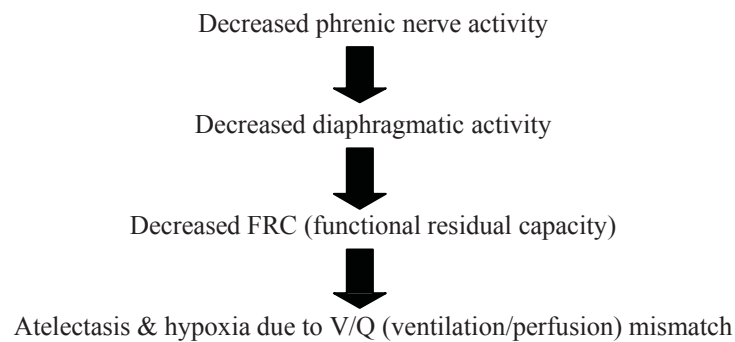 Decreased phrenic nerve activity
Decreased diaphragmatic activity
Decreased FRC (functional residual capacity)
Atelectasis & hypoxia due to V/Q (ventilation/perfusion) mismatch